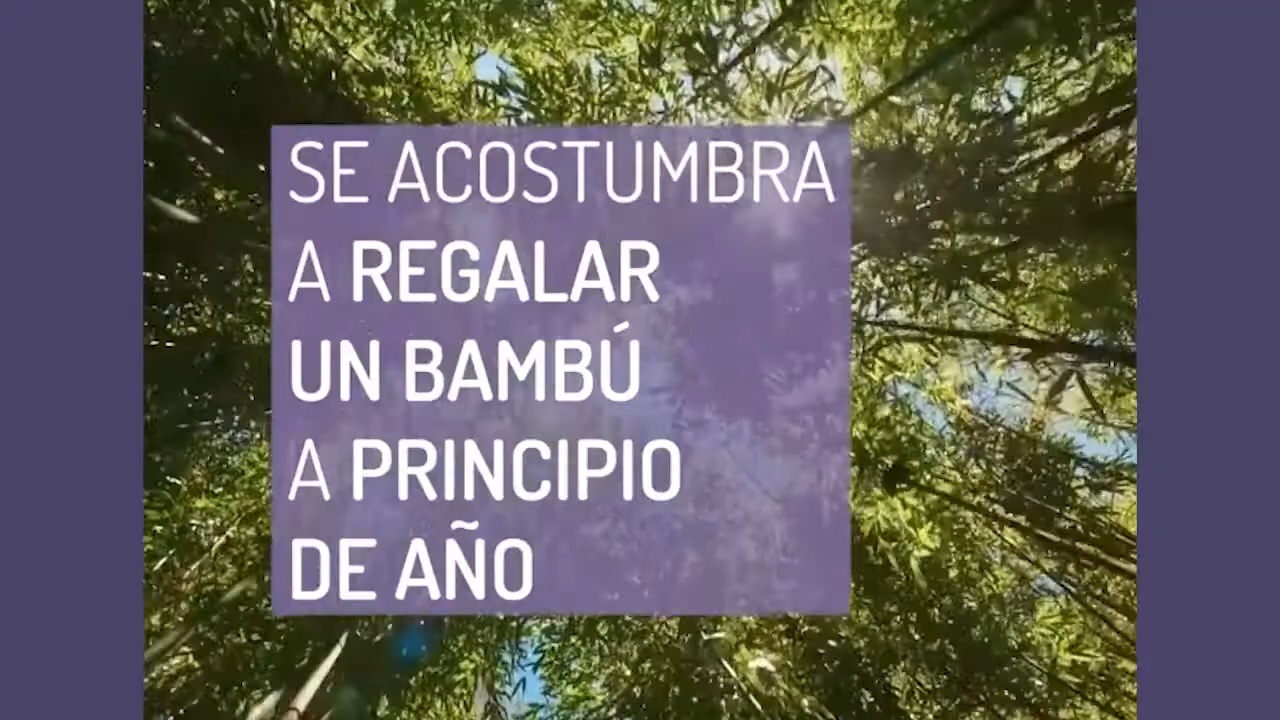 SE ACOSTUMBRA
A REGALAR
UN BAMBÚ
A PRINCIPIO
DE AÑO